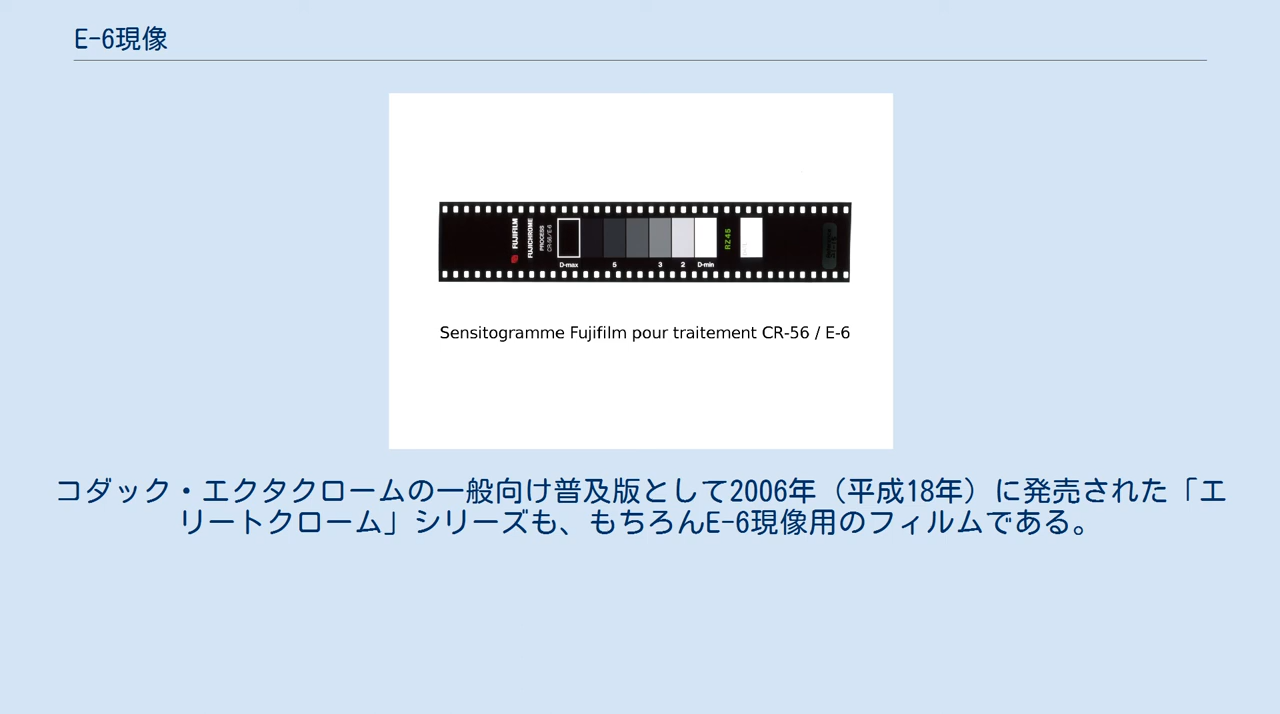 E-6現像
FUJIFILM
FUJICHROME
PROCESS
CR-56/E-6
D-max
5
3
2
D-min
RZ45
Sensitogramme Fujifilm pour traitement CR-56 / E-6
コダック・エクタクロームの一般向け普及版として2006年（平成18年）に発売された「エ
リートクローム」シリーズも、もちろんE-6現像用のフィルムである。